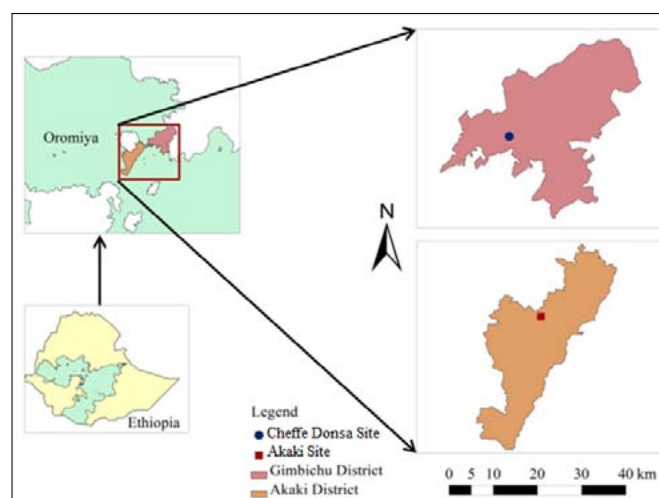 Oromiya
N
Ethiopia
Legend
Cheffe Donsa Site
Akaki Site
Gimbichu District
Akaki District
0 5 10 20 30 40 km